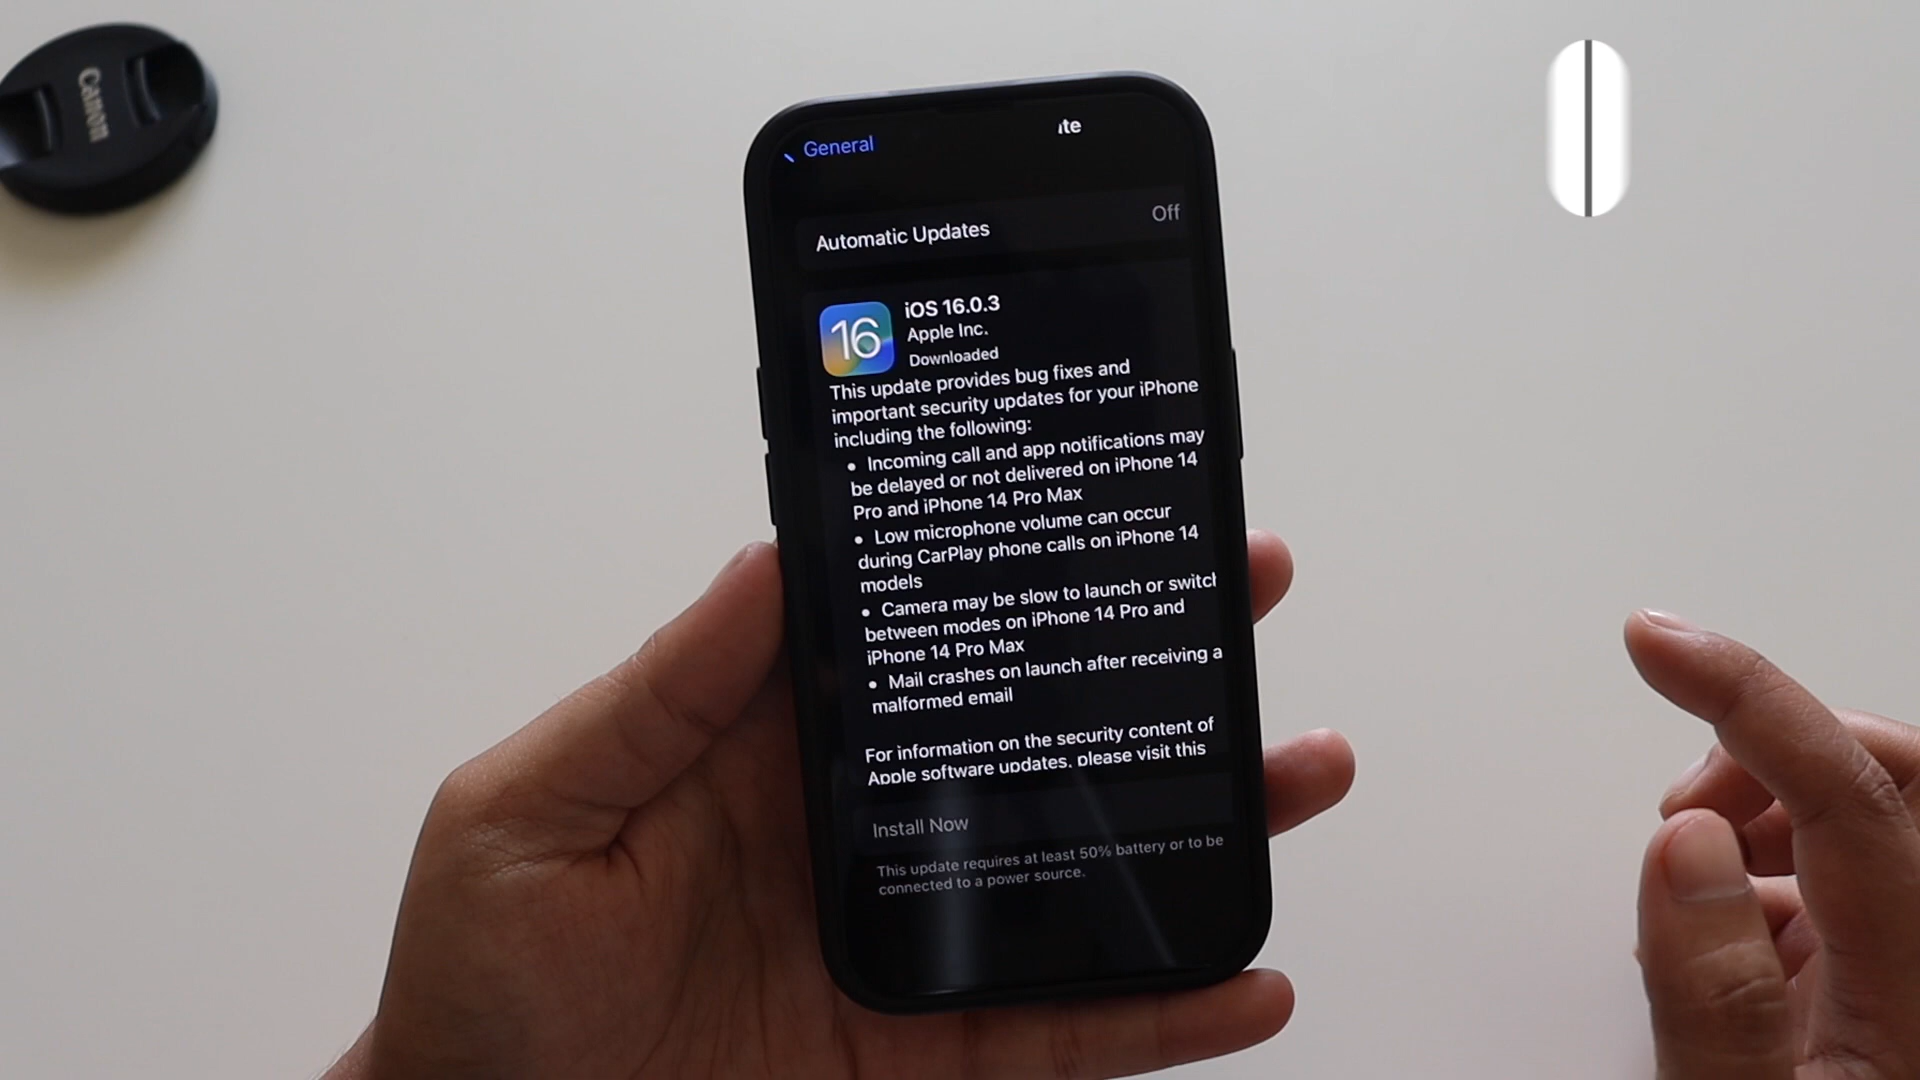 Canon
General
te
Automatic Updates
Off
16
iOS 16.0.3
Apple Inc.
Downloaded
This update provides bug fixes and
important security updates for your iPhone
including the following:
• Incoming call and app notifications may
be delayed or not delivered on iPhone 14
Pro and iPhone 14 Pro Max
• Low microphone volume can occur
during CarPlay phone calls on iPhone 14
models
• Camera may be slow to launch or switch
between modes on iPhone 14 Pro and
iPhone 14 Pro Max
• Mail crashes on launch after receiving a
malformed email
For information on the security content of
Apple software updates, please visit this
Install Now
This update requires at least 50% battery or to be
connected to a power source.